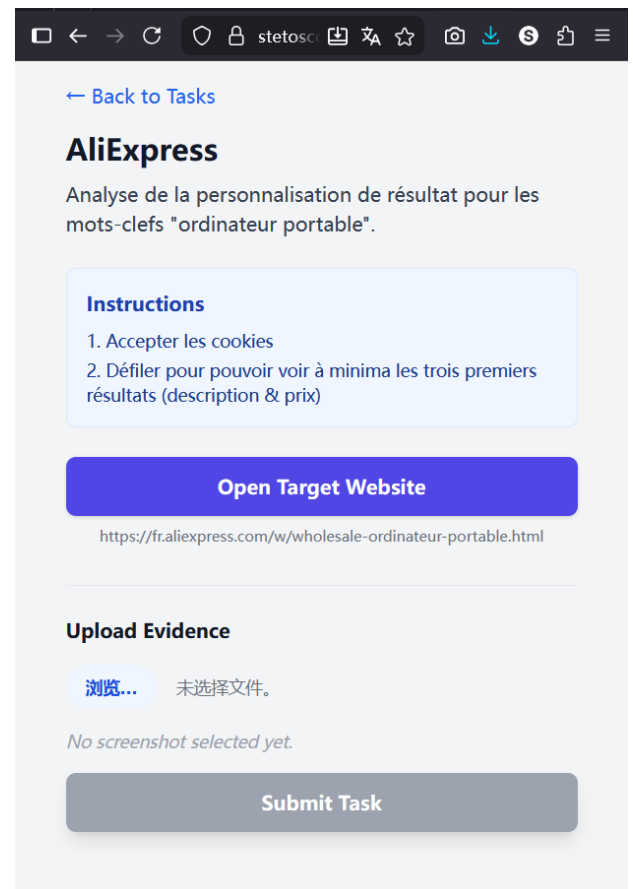 stetosc
← Back to Tasks
AliExpress
Analyse de la personnalisation de résultat pour les
mots-clefs "ordinateur portable".
Instructions
1. Accepter les cookies
2. Défiler pour pouvoir voir à minima les trois premiers
résultats (description & prix)
Open Target Website
https://fr.aliexpress.com/w/wholesale-ordinateur-portable.html
Upload Evidence
浏览... 未选择文件。
No screenshot selected yet.
Submit Task